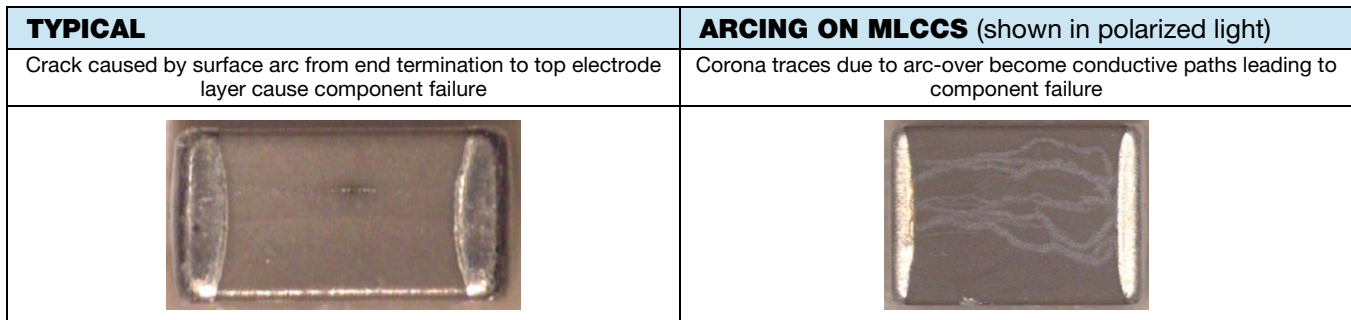 TYPICAL
ARCING ON MLCCS (shown in polarized light)
Crack caused by surface arc from end termination to top electrode
layer cause component failure
Corona traces due to arc-over become conductive paths leading to
component failure